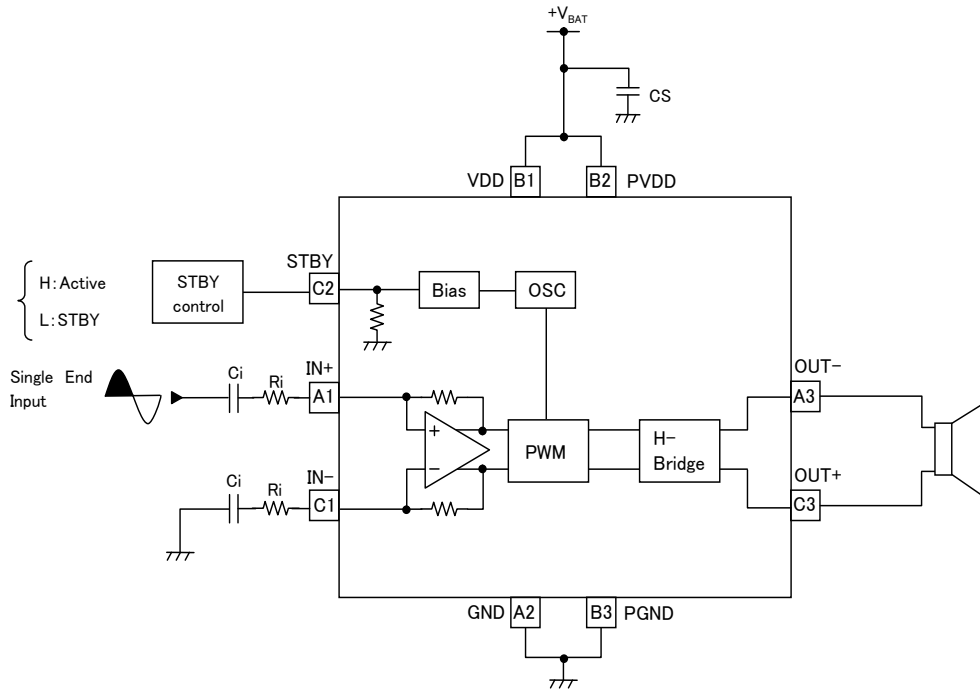 +VBAT
CS
VDD B1 B2 PVDD
STBY
H:Active
L:STBY
STBY
control
C2
Bias
OSC
Single End
Input
Ci
Ri
IN+
A1
OUT-
A3
+
-
PWM
H-
Bridge
Ci
Ri
IN-
C1
OUT+
C3
GND A2 B3 PGND